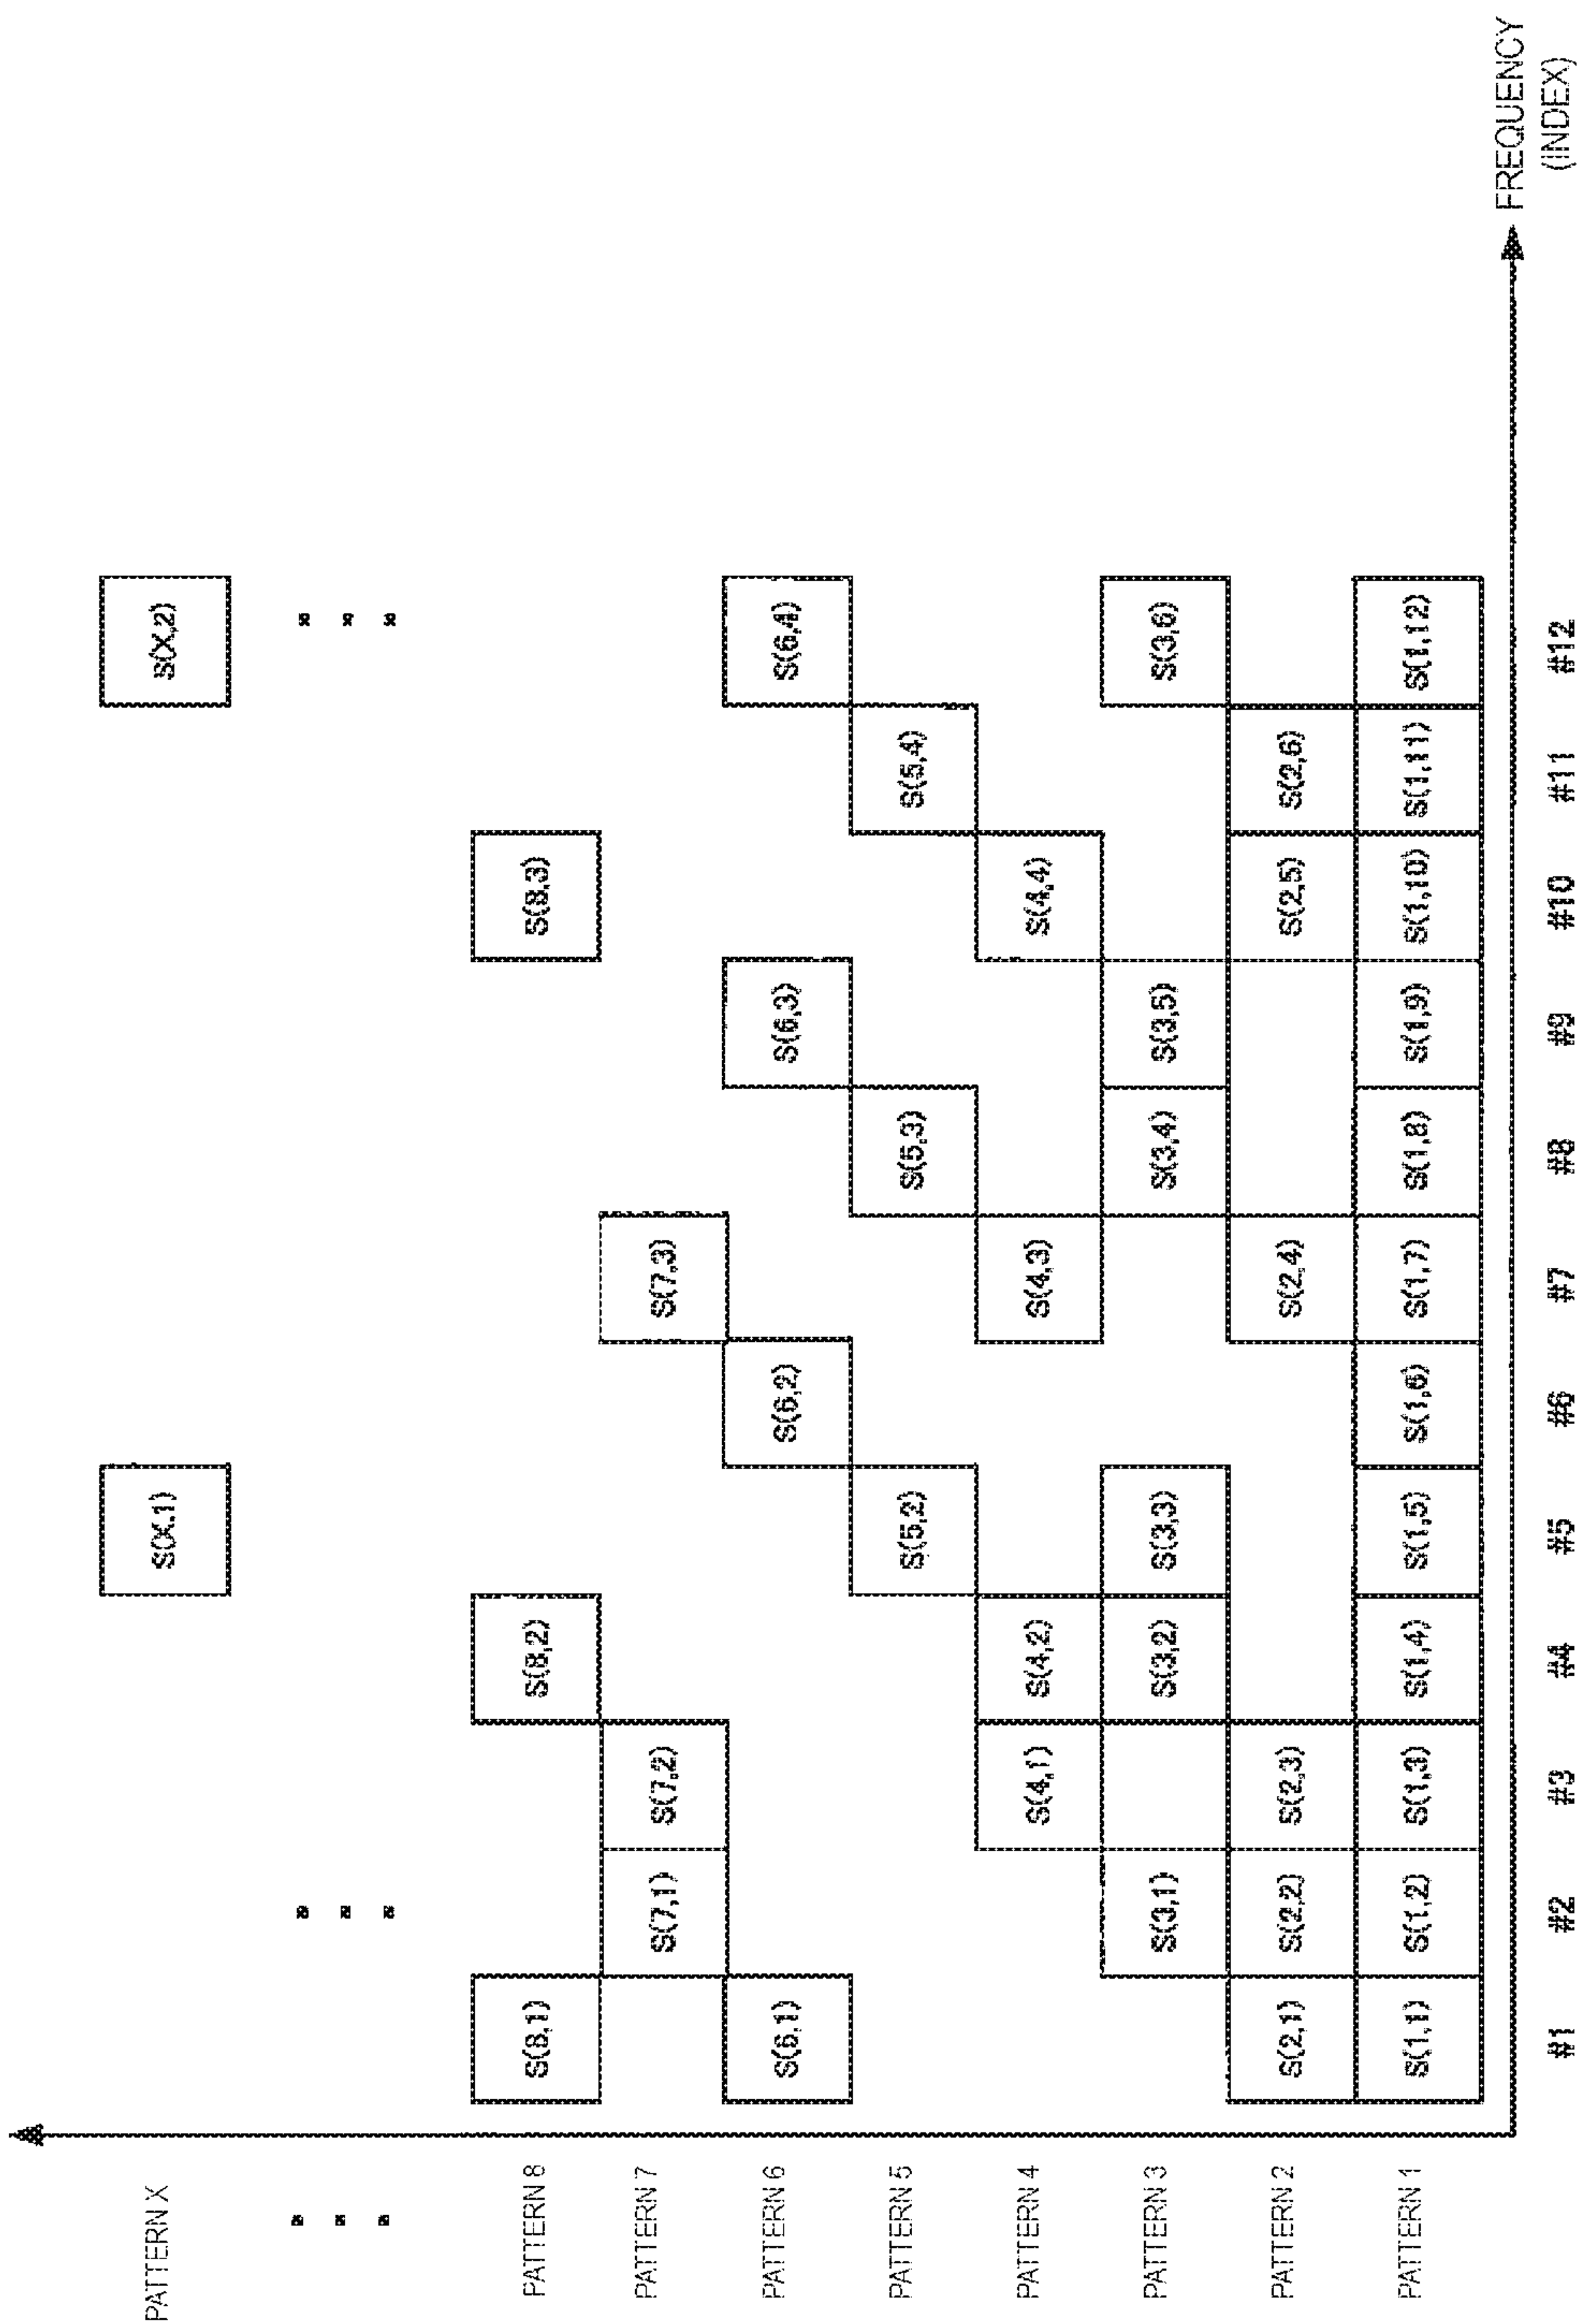 PATTERN X
S(X,1)
S(X,2)
PATTERN 8
S(8,1)
S(8,2)
S(8,3)
PATTERN 7
S(7,1)
S(7,2)
S(7,3)
PATTERN 6
S(6,1)
S(6,2)
S(6,3)
S(6,4)
PATTERN 5
S(5,2)
S(5,3)
S(5,4)
PATTERN 4
S(4,1)
S(4,2)
S(4,3)
S(4,4)
PATTERN 3
S(3,1)
S(3,2)
S(3,3)
S(3,4)
S(3,5)
S(3,6)
PATTERN 2
S(2,1)
S(2,2)
S(2,3)
S(2,4)
S(2,5)
S(2,6)
PATTERN 1
S(1,1)
S(1,2)
S(1,3)
S(1,4)
S(1,5)
S(1,6)
S(1,7)
S(1,8)
S(1,9)
S(1,10)
S(1,11)
S(1,12)
#1
#2
#3
#4
#5
#6
#7
#8
#9
#10
#11
#12
FREQUENCY
(INDEX)